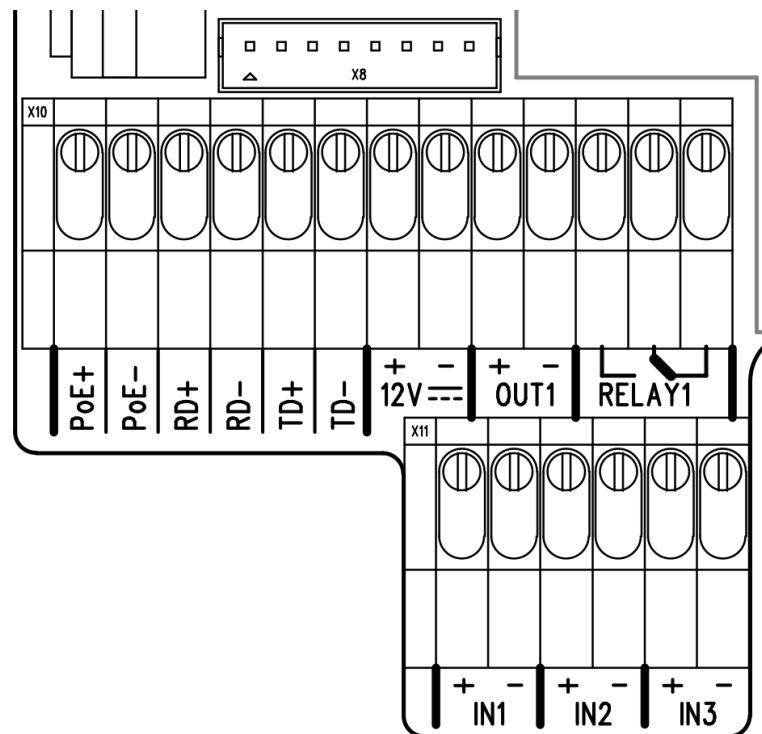 X8
X10
PoE+ PoE- RD+ RD- TD+ TD-
+ - + -
12V OUT1 RELAY1
X11
+ - + - + -
IN1 IN2 IN3